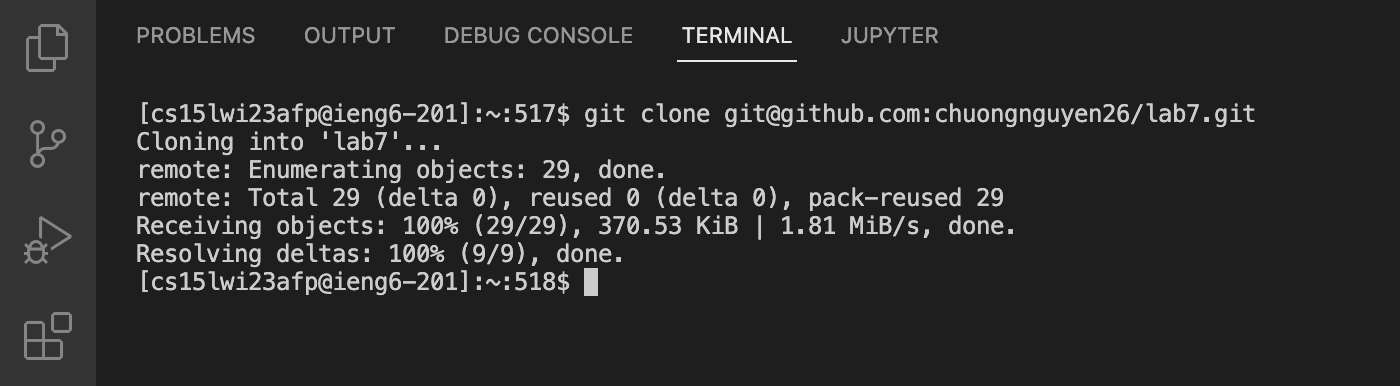 PROBLEMS OUTPUT DEBUG CONSOLE TERMINAL JUPYTER
[cs15lwi23afp@ieng6-201]:~:517$ git clone git@github.com:chuongnguyen26/lab7.git
Cloning into 'lab7'...
remote: Enumerating objects: 29, done.
remote: Total 29 (delta 0), reused 0 (delta 0), pack-reused 29
Receiving objects: 100% (29/29), 370.53 KiB | 1.81 MiB/s, done.
Resolving deltas: 100% (9/9), done.
[cs15lwi23afp@ieng6-201]:~:518$